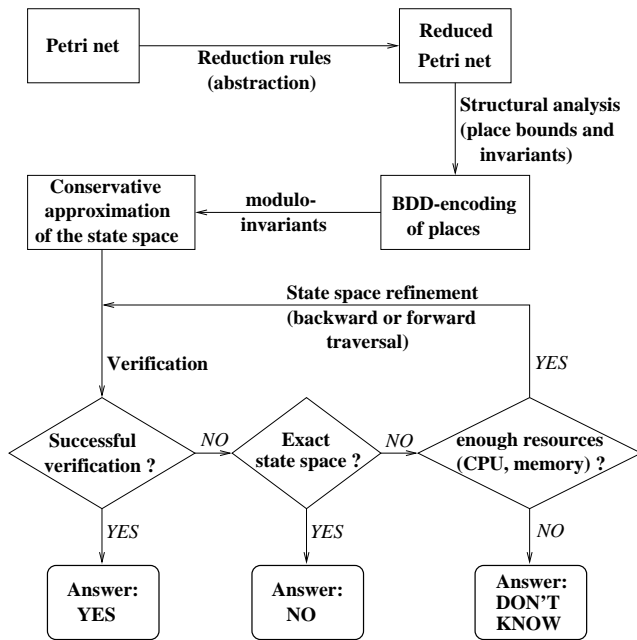 Petri net
Reduction rules
(abstraction)
Reduced
Petri net
Structural analysis
(place bounds and
invariants)
Conservative
approximation
of the state space
modulo-
invariants
BDD-encoding
of places
State space refinement
(backward or forward
traversal)
YES
Verification
Successful
verification ?
NO
Exact
state space ?
NO
enough resources
(CPU, memory) ?
YES
YES
NO
Answer:
YES
Answer:
NO
Answer:
DON'T
KNOW